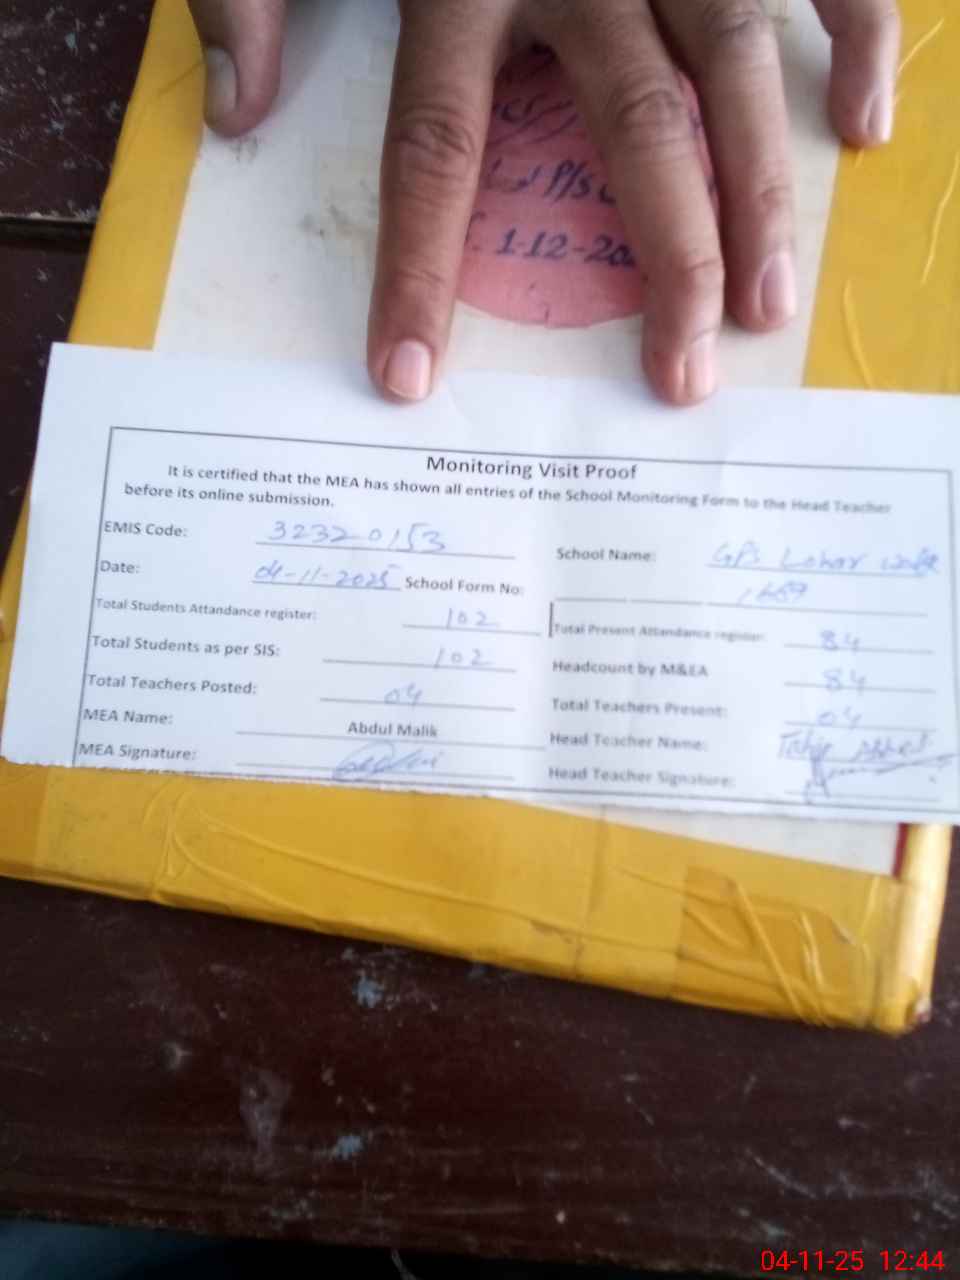 P/s
1-12-20
Monitoring Visit Proof
It is certified that the MEA has shown all entries of the School Monitoring Form to the Head Teacher
before its online submission.
EMIS Code: 32320153
School Name: GPS Lohar
Date: 04-11-2025 School Form No:
Total Students Attandance register: 102
Total Present Attandance register: 84
Total Students as per SIS: 102
Headcount by M&EA 84
Total Teachers Posted: 04
Total Teachers Present: 04
MEA Name: Abdul Malik
Head Teacher Name: Tahir
MEA Signature:
Head Teacher Signature:
04-11-25 12:44